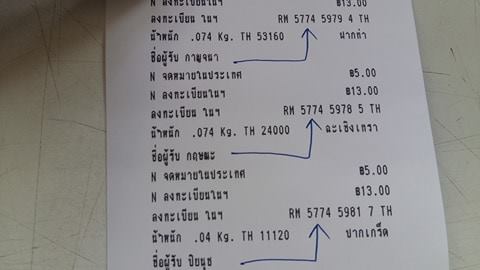 N ลงทะเบียนในฯ ฿13.00
ลงทะเบียน ในฯ RM 5774 5979 4 TH
น้ำหนัก .074 Kg. TH 53160 ฟากท่า
ชื่อผู้รับ กาญจนา
N จดหมายในประเทศ ฿5.00
N ลงทะเบียนในฯ ฿13.00
ลงทะเบียน ในฯ RM 5774 5978 5 TH
น้ำหนัก .074 Kg. TH 24000 ฉะเชิงเทรา
ชื่อผู้รับ กฤษณะ
N จดหมายในประเทศ ฿5.00
N ลงทะเบียนในฯ ฿13.00
ลงทะเบียน ในฯ RM 5774 5981 7 TH
น้ำหนัก .04 Kg. TH 11120 ปากเกร็ด
ชื่อผู้รับ ปิยนุช